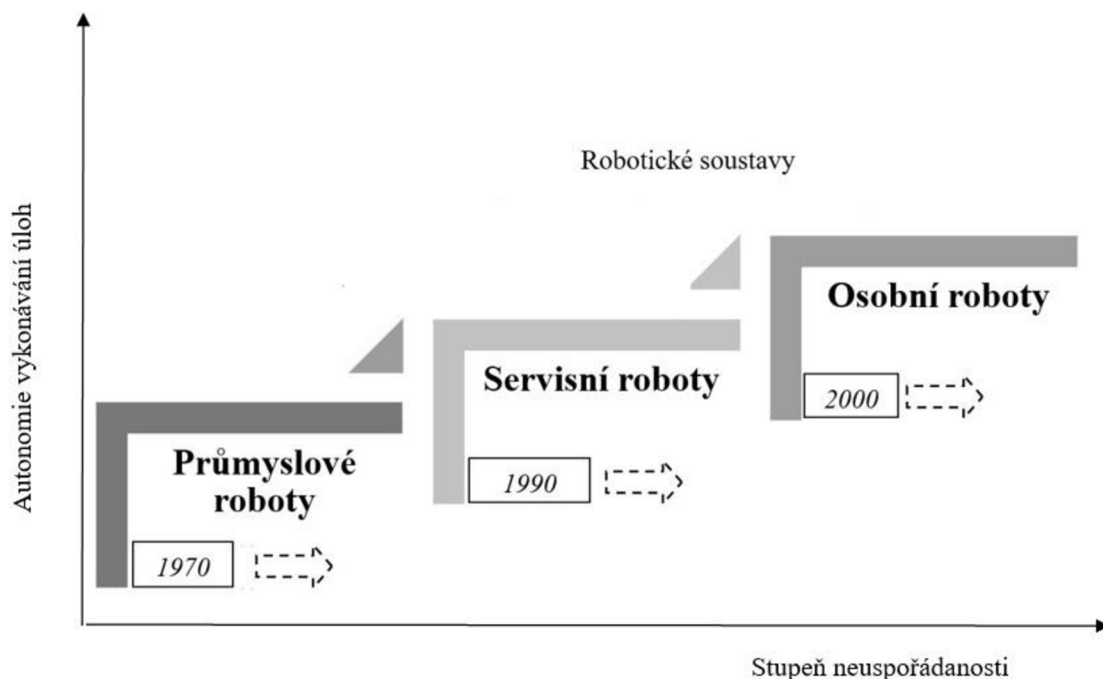 Robotické soustavy
Autonomie vykonávání úloh
Osobní roboty
2000
Servisní roboty
1990
Průmyslové
roboty
1970
Stupeň neuspořádanosti